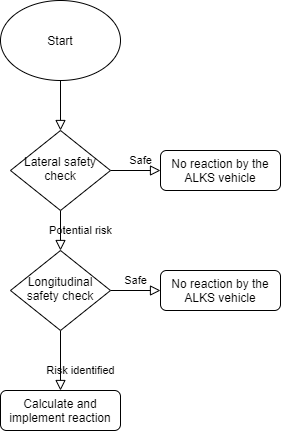 Start
Lateral safety
check
Safe
No reaction by the
ALKS vehicle
Potential risk
Longitudinal
safety check
Safe
No reaction by the
ALKS vehicle
Risk identified
Calculate and
implement reaction